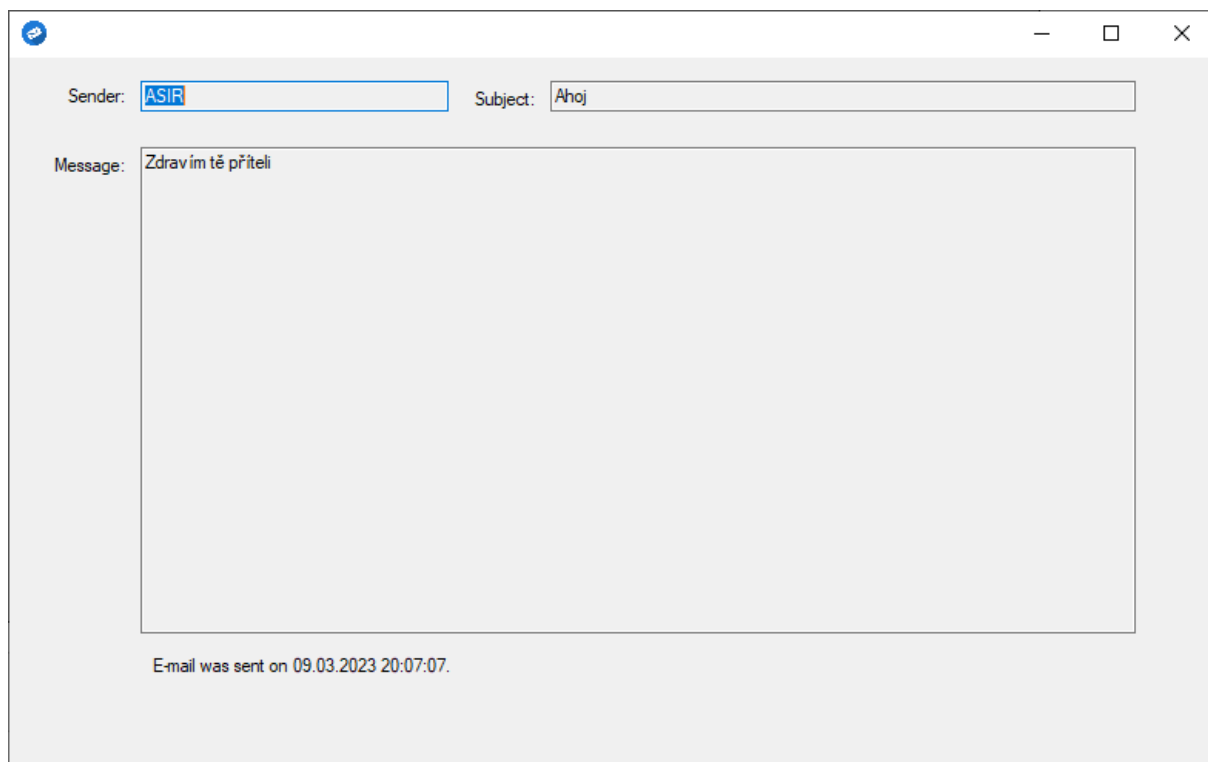 Sender: ASIR Subject: Ahoj
Message: Zdravím tě příteli
E-mail was sent on 09.03.2023 20:07:07.